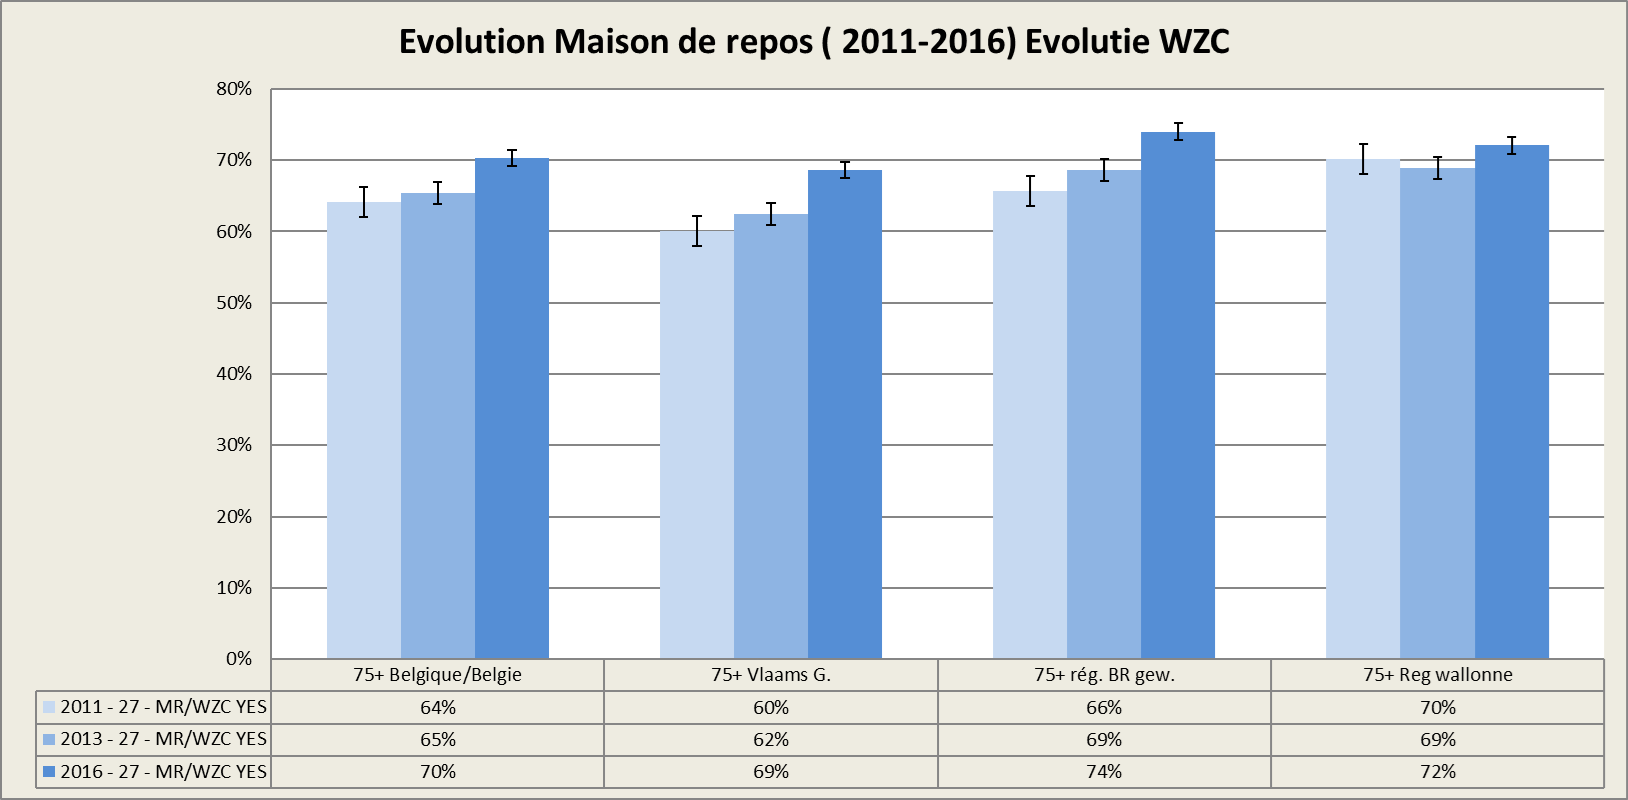 Evolution Maison de repos ( 2011-2016) Evolutie WZC
80%
70%
60%
50%
40%
30%
20%
10%
0%
75+ Belgique/Belgie 75+ Vlaams G. 75+ rég. BR gew. 75+ Reg wallonne
2011 - 27 - MR/WZC YES 64% 60% 66% 70%
2013 - 27 - MR/WZC YES 65% 62% 69% 69%
2016 - 27 - MR/WZC YES 70% 69% 74% 72%